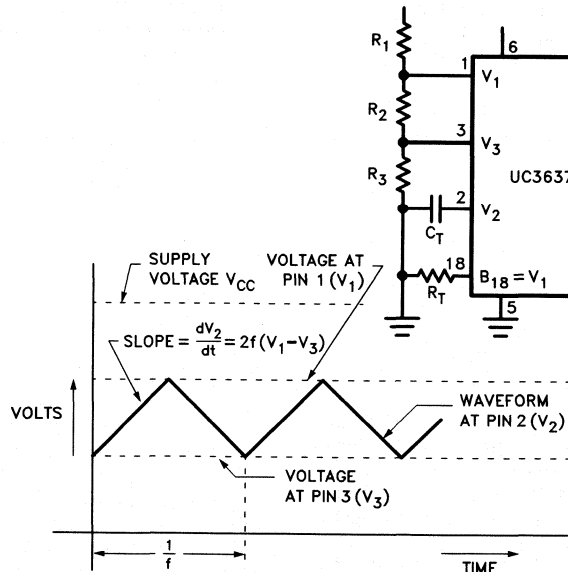 R1
6
1
V1
R2
3
V3
R3
UC3637
2
V2
CT
18
B18 = V1
RT
5
SUPPLY
VOLTAGE VCC
VOLTAGE AT
PIN 1 (V1)
SLOPE = dV2/dt = 2f (V1–V3)
VOLTS
WAVEFORM
AT PIN 2 (V2)
VOLTAGE
AT PIN 3 (V3)
1/f
TIME